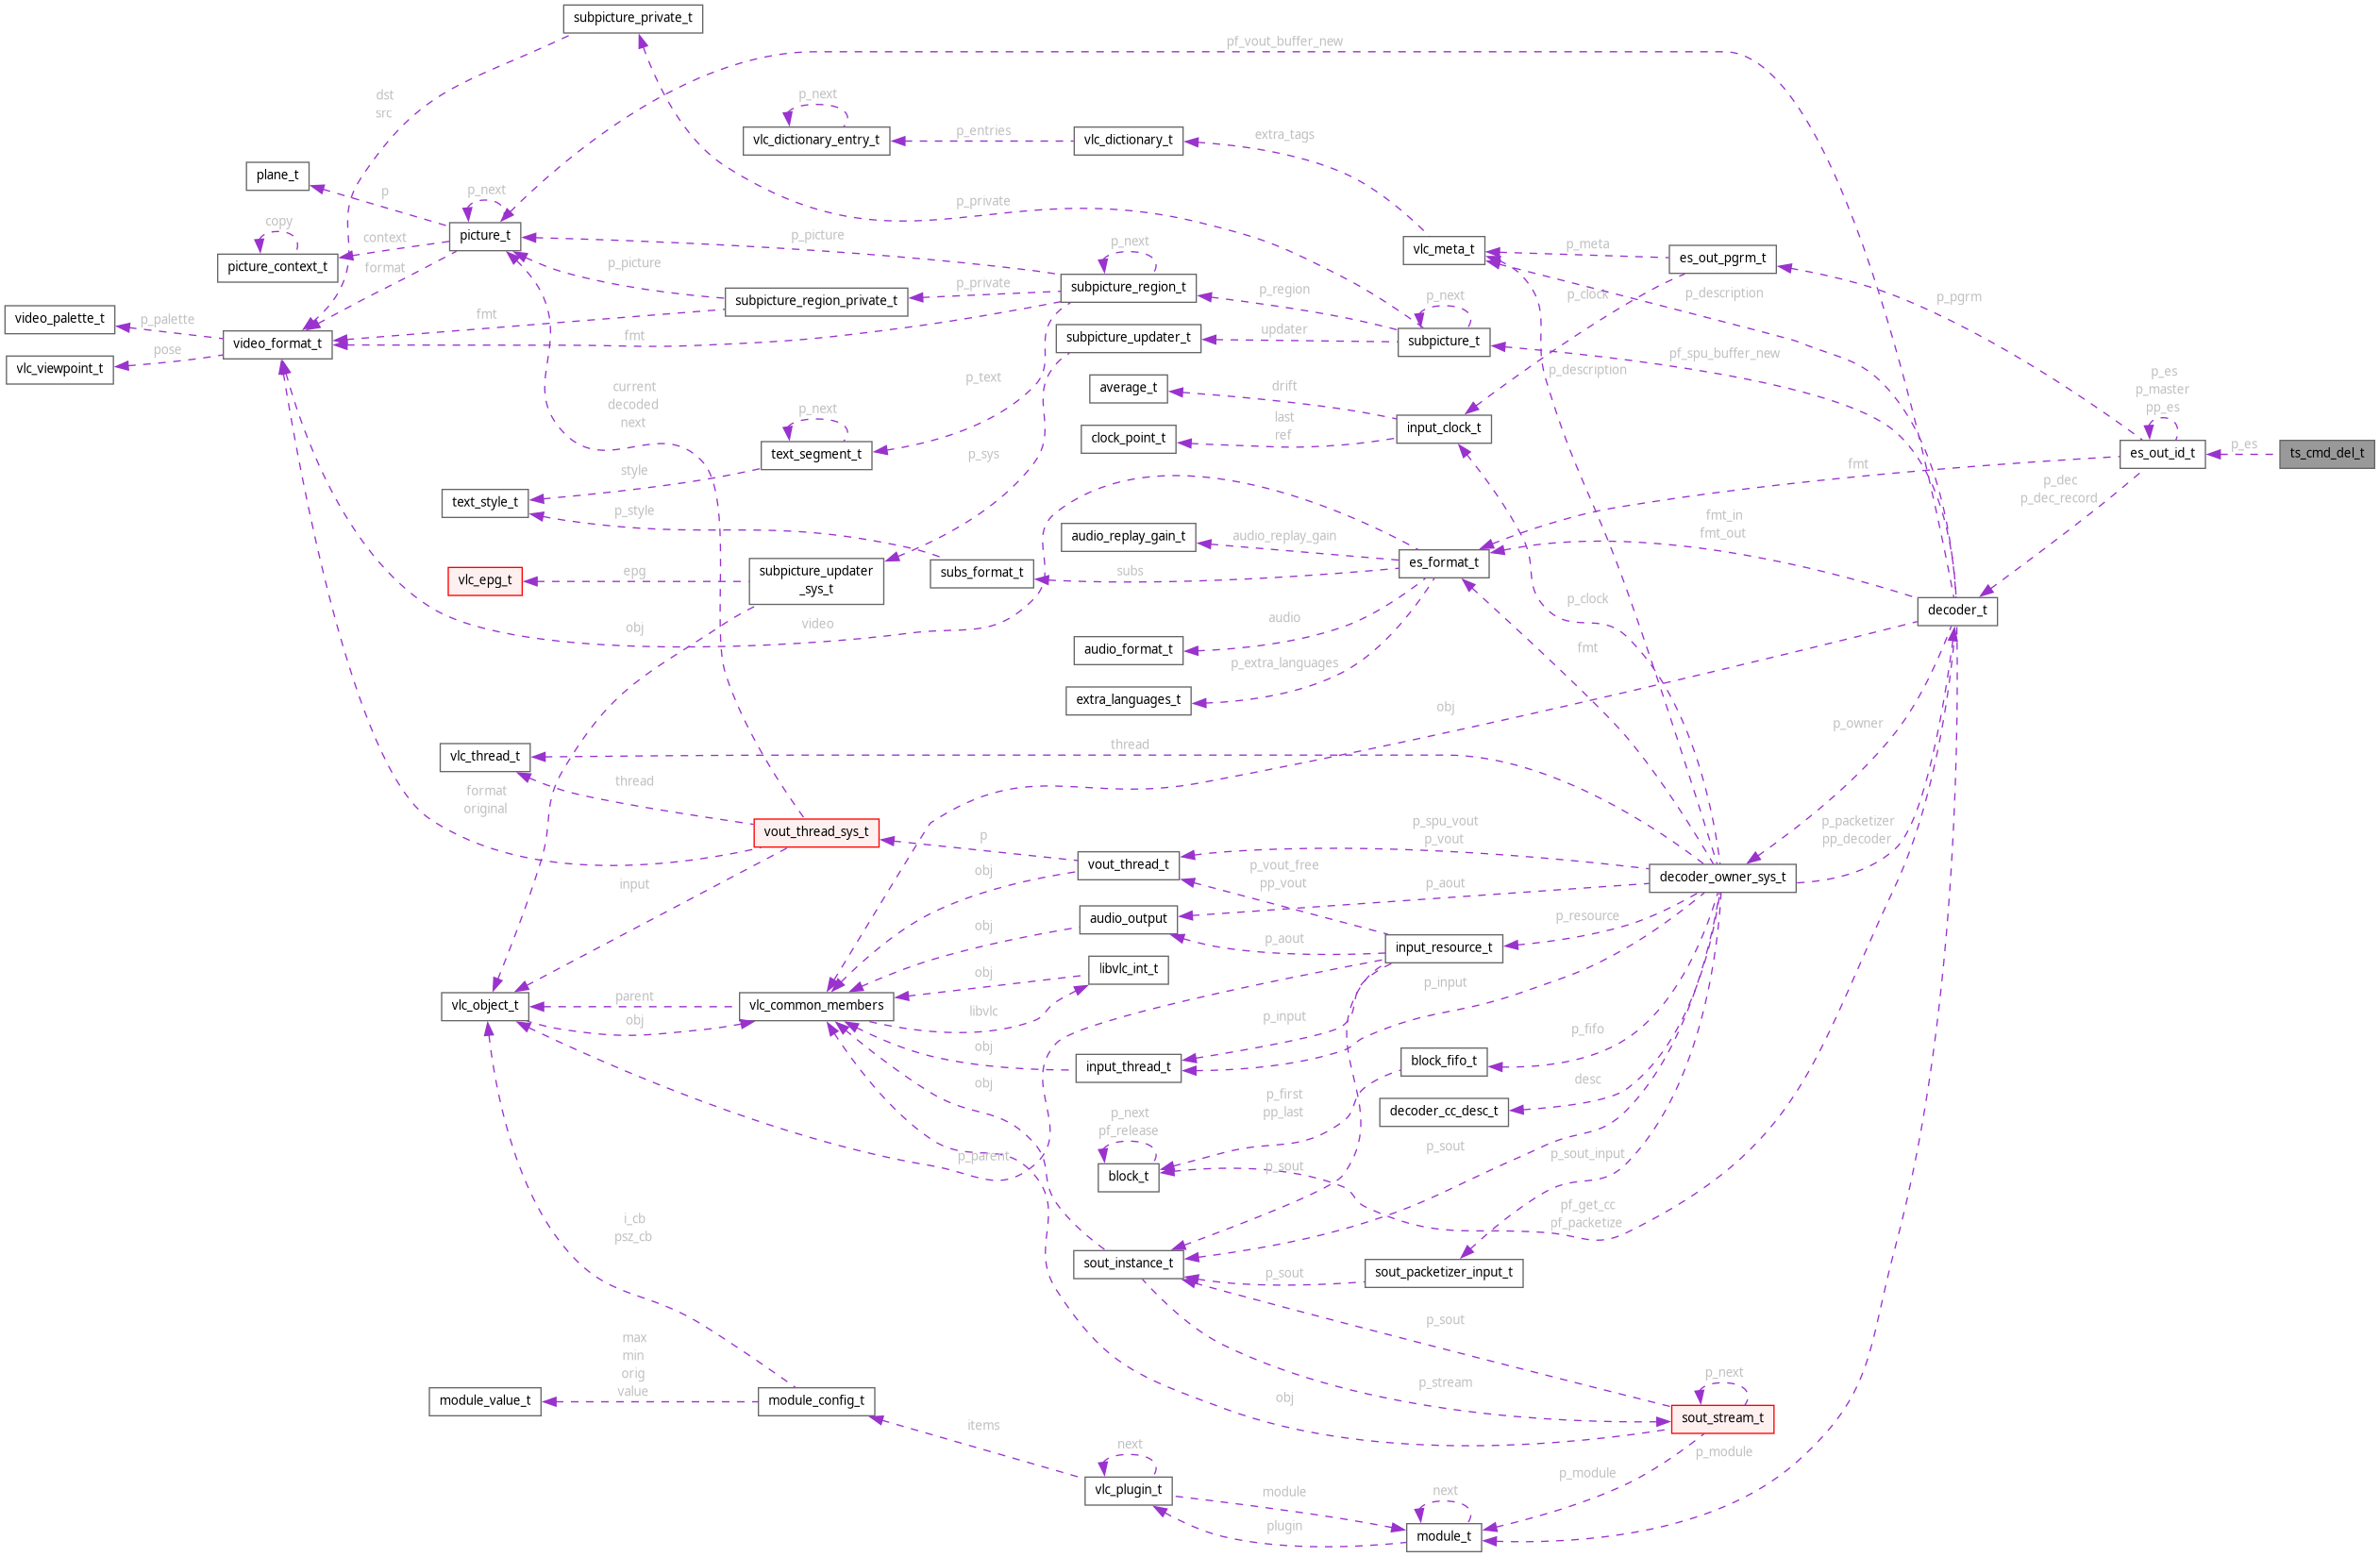 subpicture_private_t
pf_vout_buffer_new
dst
src
p_next
vlc_dictionary_entry_t
p_entries
vlc_dictionary_t
extra_tags
plane_t
p
p_next
p_private
copy
context
picture_t
p_picture
p_next
vlc_meta_t
p_meta
es_out_pgrm_t
picture_context_t
format
p_picture
subpicture_region_t
p_region
p_next
p_clock
p_description
p_pgrm
video_palette_t
p_palette
fmt
subpicture_region_private_t
p_private
fmt
subpicture_updater_t
updater
subpicture_t
pf_spu_buffer_new
pose
video_format_t
vlc_viewpoint_t
p_text
p_description
p_es
p_master
pp_es
current
decoded
next
p_next
average_t
drift
last
ref
clock_point_t
input_clock_t
text_segment_t
p_sys
fmt
es_out_id_t
p_es
ts_cmd_del_t
style
text_style_t
p_style
p_dec
p_dec_record
audio_replay_gain_t
audio_replay_gain
fmt_in
fmt_out
es_format_t
vlc_epg_t
epg
subpicture_updater
_sys_t
subs_format_t
subs
p_clock
decoder_t
obj
video
audio
audio_format_t
p_extra_languages
fmt
extra_languages_t
obj
p_owner
vlc_thread_t
thread
thread
format
original
vout_thread_sys_t
p
p_spu_vout
p_vout
p_packetizer
pp_decoder
vout_thread_t
p_vout_free
pp_vout
decoder_owner_sys_t
input
obj
p_aout
audio_output
obj
p_aout
input_resource_t
p_resource
libvlc_int_t
obj
p_input
vlc_object_t
parent
obj
vlc_common_members
libvlc
p_input
p_fifo
obj
input_thread_t
block_fifo_t
obj
p_first
pp_last
desc
decoder_cc_desc_t
p_next
pf_release
p_parent
block_t
p_sout
p_sout
p_sout_input
pf_get_cc
pf_packetize
i_cb
psz_cb
sout_instance_t
p_sout
sout_packetizer_input_t
p_sout
max
min
orig
value
module_value_t
module_config_t
p_stream
p_next
sout_stream_t
obj
items
next
vlc_plugin_t
module
plugin
p_module
p_module
next
module_t